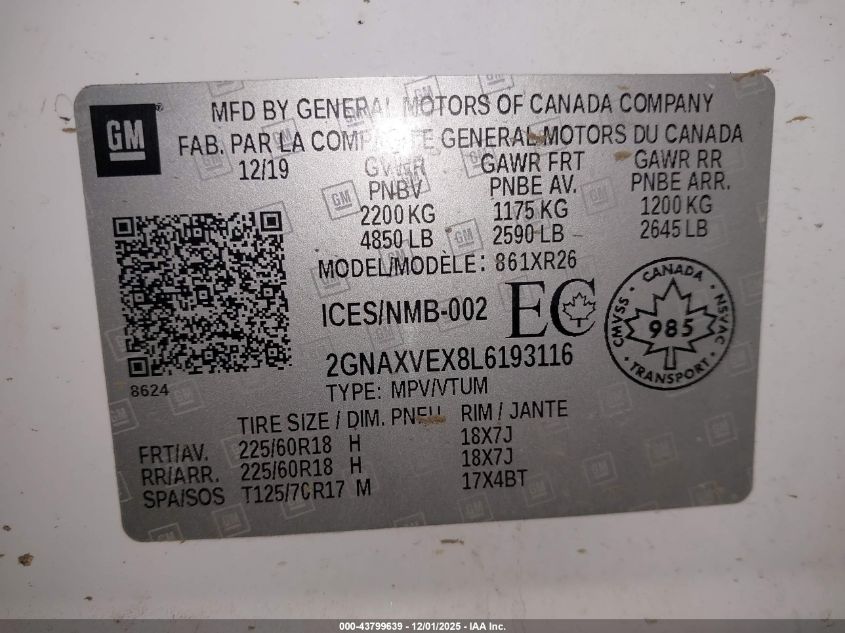 GM
MFD BY GENERAL MOTORS OF CANADA COMPANY
FAB. PAR LA COMPAGNIE GENERAL MOTORS DU CANADA
12/19
GVWR GAWR FRT GAWR RR
PNBV PNBE AV. PNBE ARR.
2200 KG 1175 KG 1200 KG
4850 LB 2590 LB 2645 LB
MODEL/MODÈLE: 861XR26
ICES/NMB-002
EC
CANADA
CMVSS 985 NSVAC
TRANSPORT
2GNAXVEX8L6193116
8624
TYPE: MPV/VTUM
TIRE SIZE / DIM. PNEU RIM / JANTE
FRT/AV. 225/60R18 H 18X7J
RR/ARR. 225/60R18 H 18X7J
SPA/SOS T125/70R17 M 17X4BT
000-43799639 - 12/01/2025 - IAA Inc.